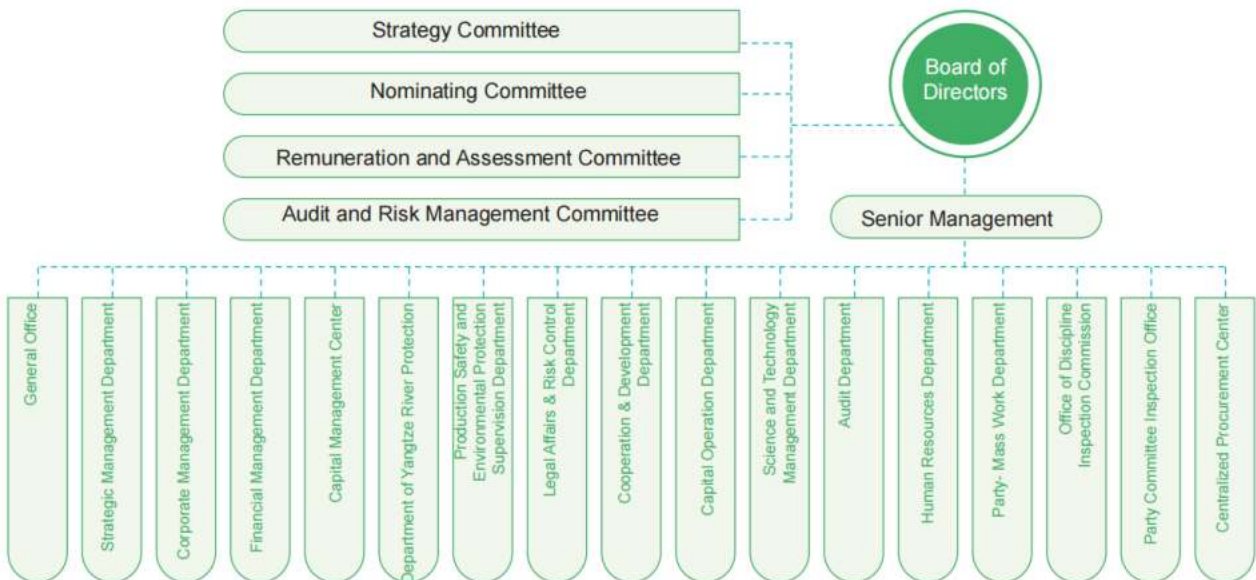 Strategy Committee
Nominating Committee
Remuneration and Assessment Committee
Audit and Risk Management Committee
Board of
Directors
Senior Management
General Office
Strategic Management Department
Corporate Management Department
Financial Management Department
Capital Management Center
Department of Yangtze River Protection
Production Safety and
Environmental Protection
Supervision Department
Legal Affairs & Risk Control
Department
Cooperation & Development
Department
Capital Operation Department
Science and Technology
Management Department
Audit Department
Human Resources Department
Party- Mass Work Department
Office of Discipline
Inspection Commission
Party Committee Inspection Office
Centralized Procurement Center